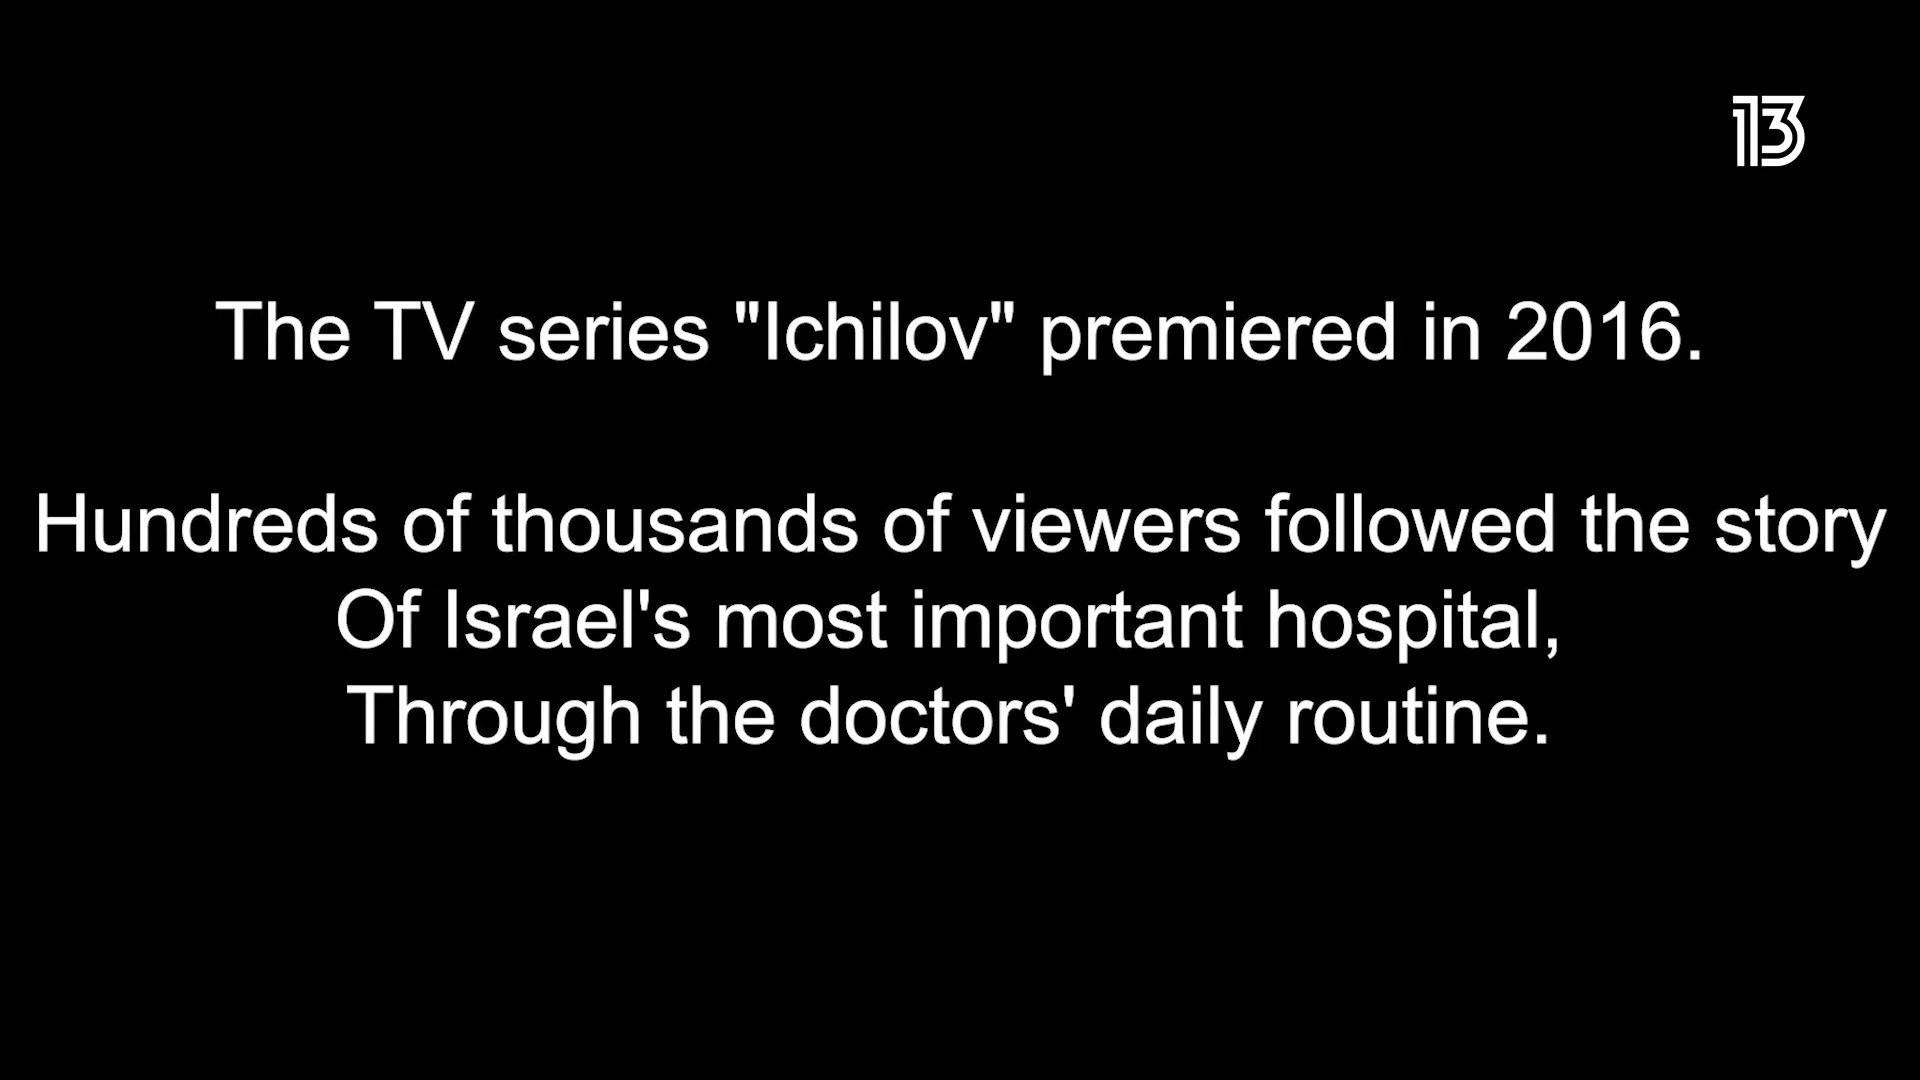 13
The TV series "Ichilov" premiered in 2016.
Hundreds of thousands of viewers followed the story
Of Israel's most important hospital,
Through the doctors' daily routine.